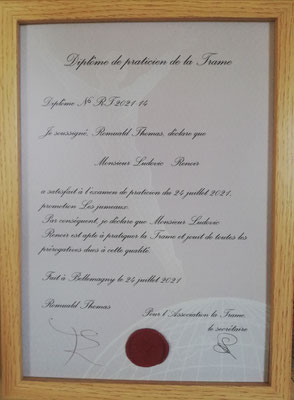 Diplôme de praticien de la Trame
Diplôme N° RT2021 14
Je soussigné, Romuald Thomas, déclare que
Monsieur Ludovic Renoir
a satisfait à l'examen de praticien du 24 juillet 2021,
promotion Les jumeaux.
Par conséquent, je déclare que Monsieur Ludovic
Renoir est apte à pratiquer la Trame et jouit de toutes les
prérogatives dues à cette qualité.
Fait à Bellemagny le 24 juillet 2021
Romuald Thomas
Pour l'Association la Trame,
le secrétaire